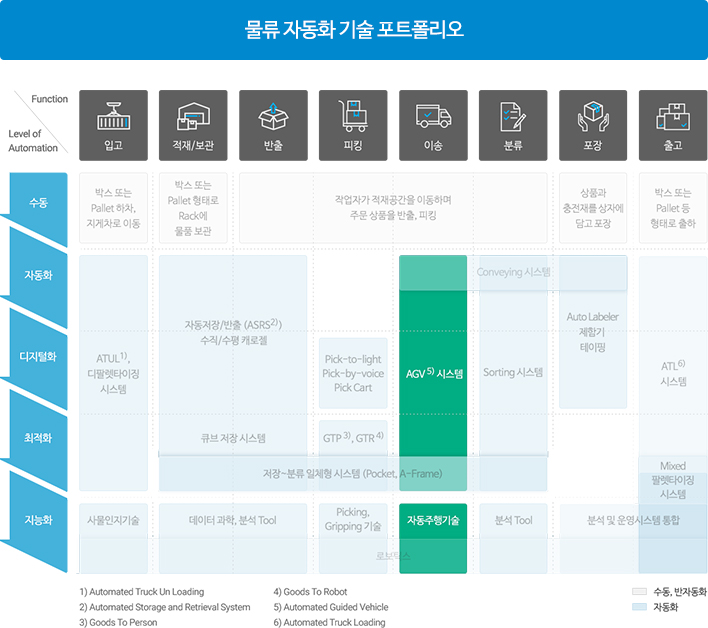 물류 자동화 기술 포트폴리오
Function
Level of
Automation
입고
적재/보관
반출
피킹
이송
분류
포장
출고
수동
박스 또는
Pallet 하차,
지게차로 이동
박스 또는
Pallet 형태로
Rack에
물품 보관
작업자가 적재공간을 이동하며
주문 상품을 반출, 피킹
상품과
충전재를 상자에
담고 포장
박스 또는
Pallet 등
형태로 출하
자동화
Conveying 시스템
자동저장/반출 (ASRS2))
수직/수평 캐로젤
Auto Labeler
제함기
테이핑
디지털화
ATUL1),
디팔렛타이징
시스템
Pick-to-light
Pick-by-voice
Pick Cart
AGV 5) 시스템
Sorting 시스템
ATL6)
시스템
최적화
큐브 저장 시스템
GTP 3), GTR 4)
저장~분류 일체형 시스템 (Pocket, A-Frame)
Mixed
팔렛타이징
시스템
지능화
사물인지기술
데이터 과학, 분석 Tool
Picking,
Gripping 기술
자동주행기술
분석 Tool
분석 및 운영시스템 통합
로보틱스
1) Automated Truck Un Loading
2) Automated Storage and Retrieval System
3) Goods To Person
4) Goods To Robot
5) Automated Guided Vehicle
6) Automated Truck Loading
수동, 반자동화
자동화